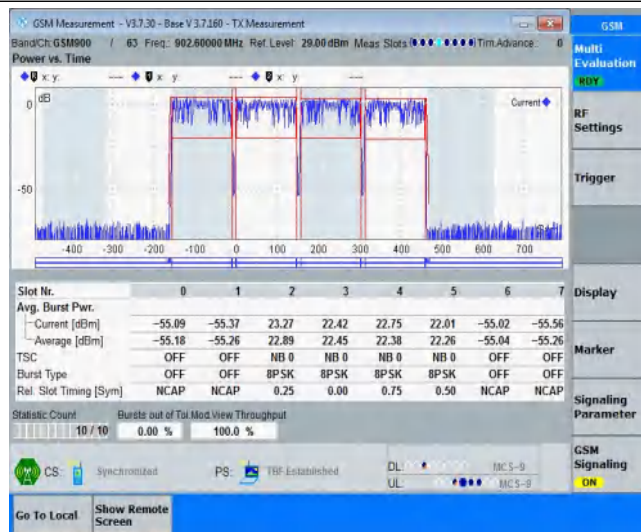 GSM Measurement - V3.7.30 - Base V 3.7.160 - TX Measurement
GSM
Band/Ch: GSM900 / 63 Freq.: 902.60000 MHz Ref. Level: 29.00 dBm Meas Slots Tim.Advance: 0
Power vs. Time
Multi Evaluation
RDY
x: y: --- x: y: --- x: y: ---
0 dB
Current
RF Settings
-50
Trigger
-400 -300 -200 -100 0 100 200 300 400 500 600 700
Slot Nr. 0 1 2 3 4 5 6 7
Display
Avg. Burst Pwr.
Current [dBm] -55.09 -55.37 23.27 22.42 22.75 22.01 -55.02 -55.56
Average [dBm] -55.18 -55.26 22.89 22.45 22.38 22.26 -55.04 -55.26
Marker
TSC OFF OFF NB 0 NB 0 NB 0 NB 0 OFF OFF
Burst Type OFF OFF 8PSK 8PSK 8PSK 8PSK OFF OFF
Rel. Slot Timing [Sym] NCAP NCAP 0.25 0.00 0.75 0.50 NCAP NCAP
Signaling Parameter
Statistic Count Bursts out of Tol. Mod.View Throughput
10 / 10 0.00 % 100.0 %
GSM Signaling
ON
CS: Synchronized PS: TBF Established DL: MCS-9
UL: MCS-9
Go To Local
Show Remote Screen